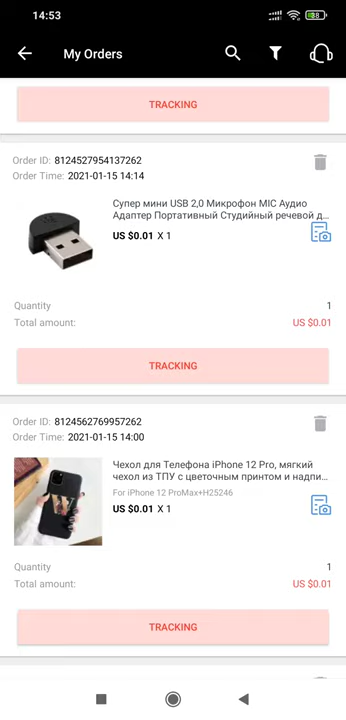 14:53
38
My Orders
TRACKING
Order ID: 8124527954137262
Order Time: 2021-01-15 14:14
Супер мини USB 2,0 Микрофон MIC Аудио
Адаптер Портативный Студийный речевой д...
US $0.01 X 1
Quantity 1
Total amount: US $0.01
TRACKING
Order ID: 8124562769957262
Order Time: 2021-01-15 14:00
Чехол для Телефона iPhone 12 Pro, мягкий
чехол из ТПУ с цветочным принтом и надпи...
For iPhone 12 ProMax+H25246
US $0.01 X 1
Quantity 1
Total amount: US $0.01
TRACKING